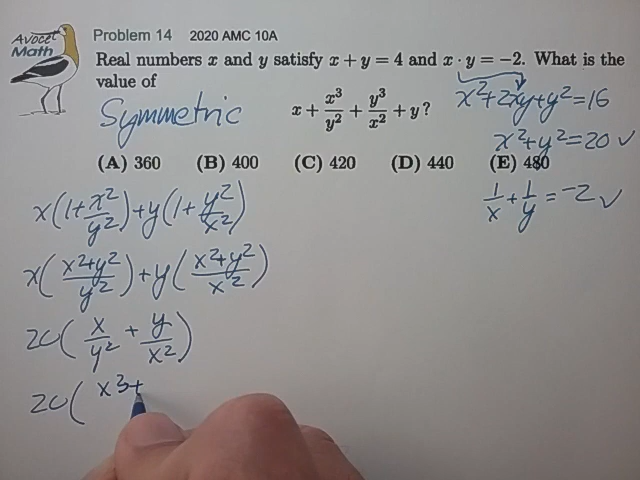 Avocet
Math
Problem 14 2020 AMC 10A
Real numbers x and y satisfy x + y = 4 and x · y = −2. What is the
value of
x + x³/y² + y³/x² + y?
Symmetric
x²+2xy+y²=16
x²+y²=20 ✓
(A) 360 (B) 400 (C) 420 (D) 440 (E) 480
1/x + 1/y = -2 ✓
x(1+x²/y²)+y(1+y²/x²)
x(x²+y²/y²)+y(x²+y²/x²)
20(x/y² + y/x²)
20(x³+